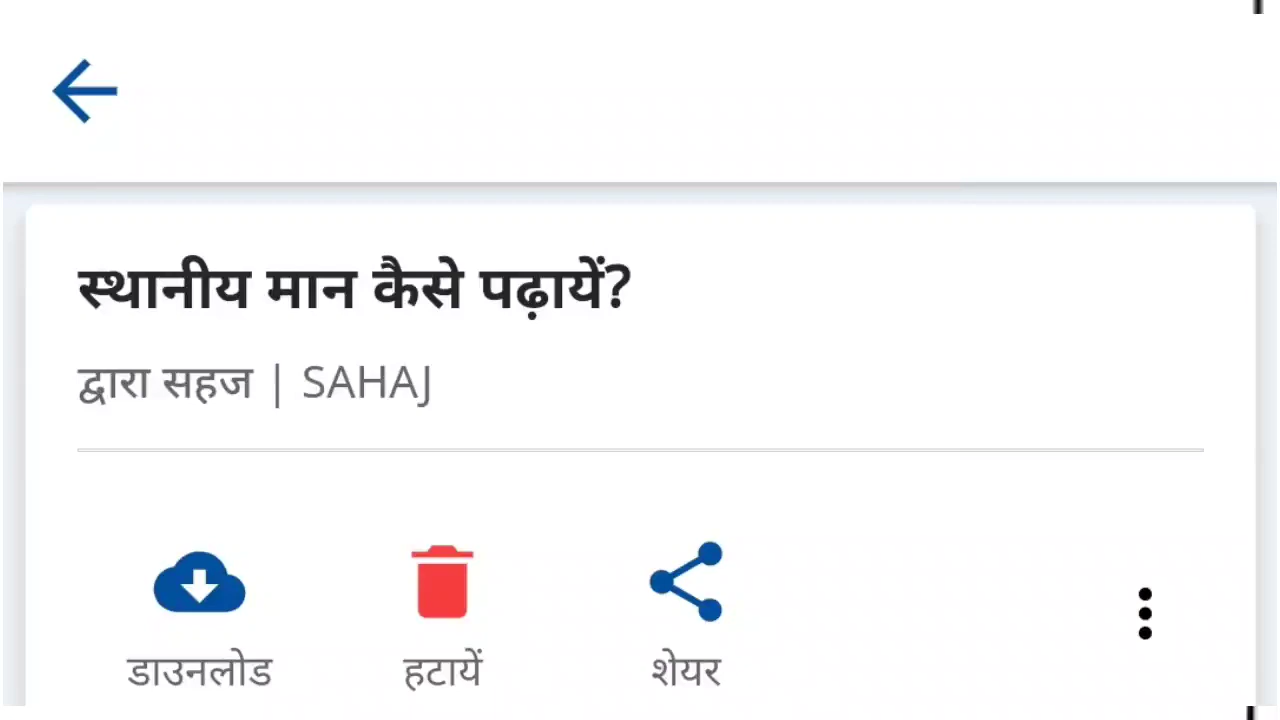 स्थानीय मान कैसे पढ़ायें?
द्वारा सहज | SAHAJ
डाउनलोड हटायें शेयर